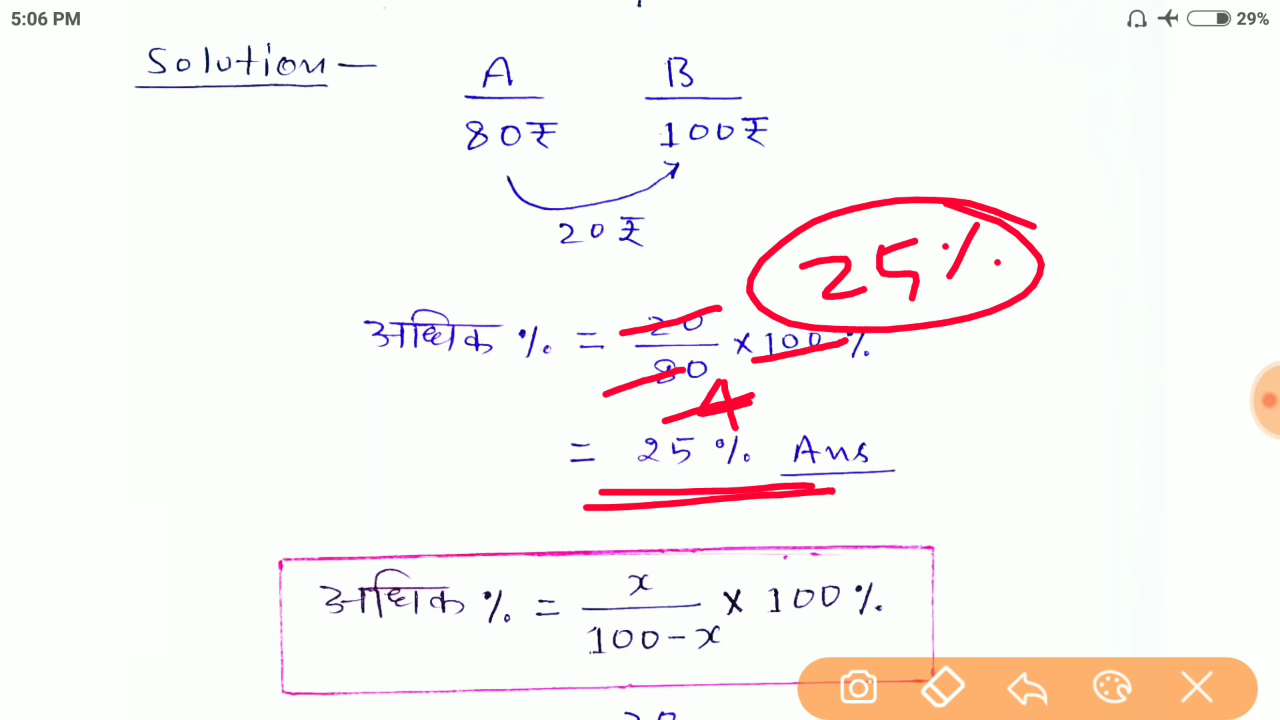 5:06 PM 29%
Solution -
A B
80₹ 100₹
20₹
25%
अधिक % = 20/80 × 100%
4
= 25% Ans
अधिक % = x/(100-x) × 100%